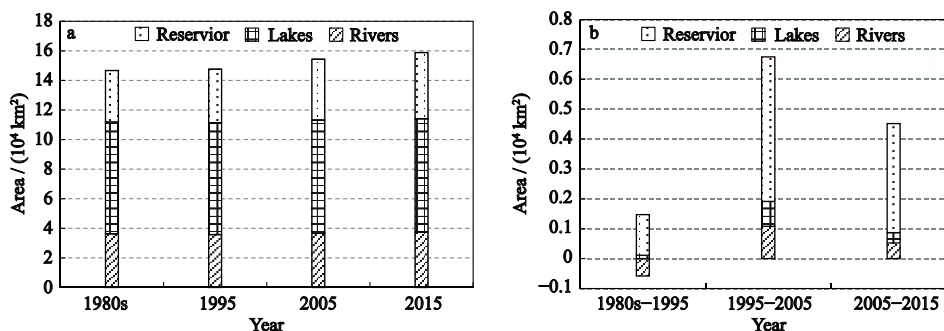 a
Reservior Lakes Rivers
18
16
14
12
10
8
6
4
2
0
Area / (10⁴ km²)
1980s 1995 2005 2015
Year
b
Reservior Lakes Rivers
0.8
0.7
0.6
0.5
0.4
0.3
0.2
0.1
0
−0.1
Area / (10⁴ km²)
1980s−1995 1995−2005 2005−2015
Year